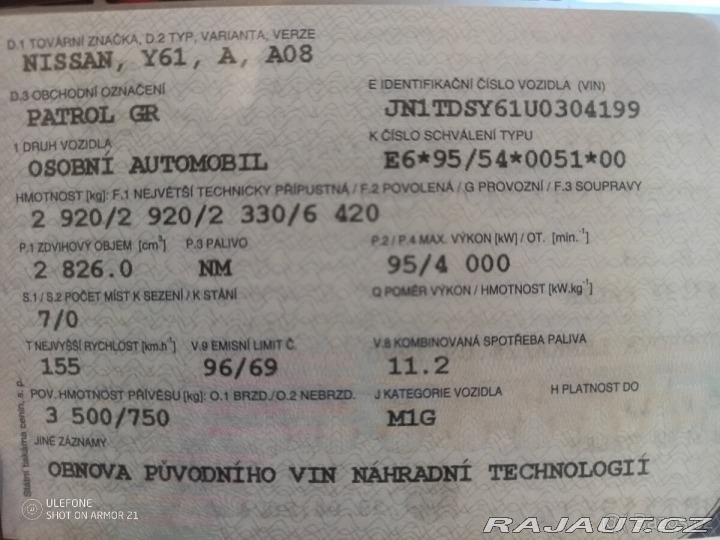 D.1 TOVÁRNÍ ZNAČKA, D.2 TYP, VARIANTA, VERZE
NISSAN, Y61, A, A08
D.3 OBCHODNÍ OZNAČENÍ
PATROL GR
E IDENTIFIKAČNÍ ČÍSLO VOZIDLA (VIN)
JN1TDSY61U0304199
1 DRUH VOZIDLA
OSOBNÍ AUTOMOBIL
K ČÍSLO SCHVÁLENÍ TYPU
E6*95/54*0051*00
HMOTNOST [kg]: F.1 NEJVĚTŠÍ TECHNICKY PŘÍPUSTNÁ / F.2 POVOLENÁ / G PROVOZNÍ / F.3 SOUPRAVY
2 920/2 920/2 330/6 420
P.1 ZDVIHOVÝ OBJEM [cm³] P.3 PALIVO
2 826.0 NM
P.2 / P.4 MAX. VÝKON [kW] / OT. [min.⁻¹]
95/4 000
S.1 / S.2 POČET MÍST K SEZENÍ / K STÁNÍ
7/0
Q POMĚR VÝKON / HMOTNOST [kW.kg⁻¹]
T NEJVYŠŠÍ RYCHLOST [km.h⁻¹] V.9 EMISNÍ LIMIT Č.
155 96/69
V.8 KOMBINOVANÁ SPOTŘEBA PALIVA
11.2
POV. HMOTNOST PŘÍVĚSU [kg]: O.1 BRZD./O.2 NEBRZD.
3 500/750
J KATEGORIE VOZIDLA H PLATNOST DO
M1G
JINÉ ZÁZNAMY
OBNOVA PŮVODNÍHO VIN NÁHRADNÍ TECHNOLOGIÍ
Státní tiskárna cenin, s. p.
ULEFONE
SHOT ON ARMOR 21
RAJAUT.CZ